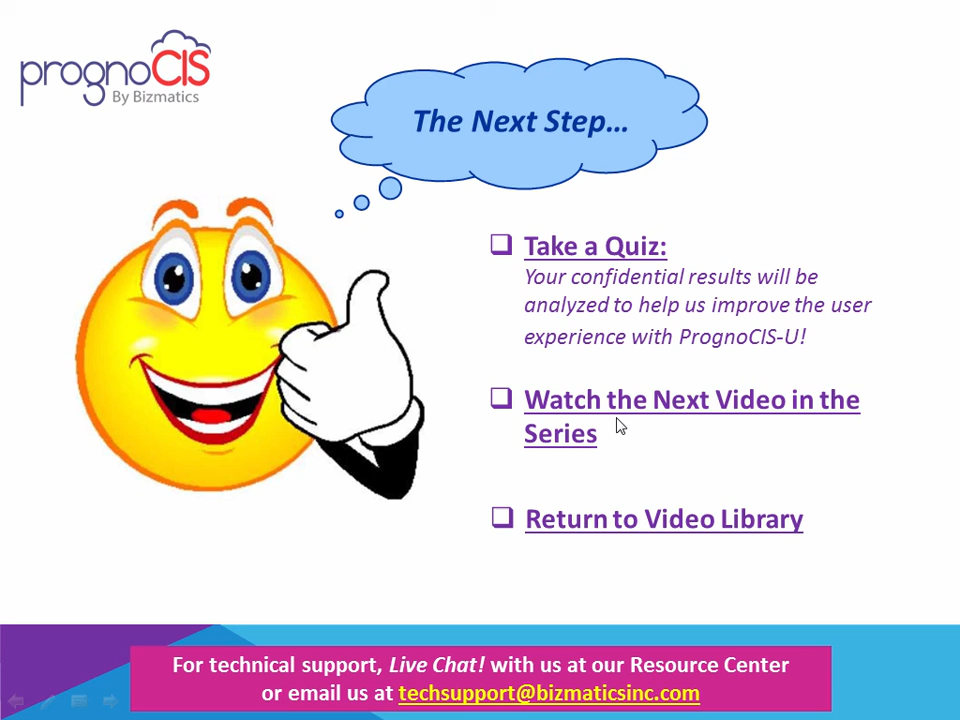 prognoCIS
By Bizmatics
The Next Step...
Take a Quiz:
Your confidential results will be
analyzed to help us improve the user
experience with PrognoCIS-U!
Watch the Next Video in the
Series
Return to Video Library
For technical support, Live Chat! with us at our Resource Center
or email us at techsupport@bizmaticsinc.com